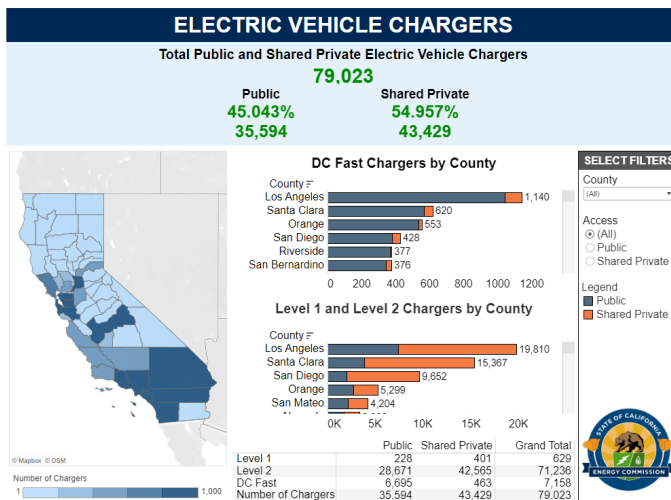 ELECTRIC VEHICLE CHARGERS
Total Public and Shared Private Electric Vehicle Chargers
79,023
Public Shared Private
45.043% 54.957%
35,594 43,429
DC Fast Chargers by County
County
Los Angeles 1,140
Santa Clara 620
Orange 553
San Diego 428
Riverside 377
San Bernardino 376
0 200 400 600 800 1000 1200
Level 1 and Level 2 Chargers by County
County
Los Angeles 19,810
Santa Clara 15,367
San Diego 9,652
Orange 5,299
San Mateo 4,204
0K 5K 10K 15K 20K
Public Shared Private Grand Total
Level 1 228 401 629
Level 2 28,671 42,565 71,236
DC Fast 6,695 463 7,158
Number of Chargers 35,594 43,429 79,023
© Mapbox © OSM
Number of Chargers
1 1,000
SELECT FILTERS
County
(All)
Access
(All)
Public
Shared Private
Legend
Public
Shared Private
STATE OF CALIFORNIA
ENERGY COMMISSION